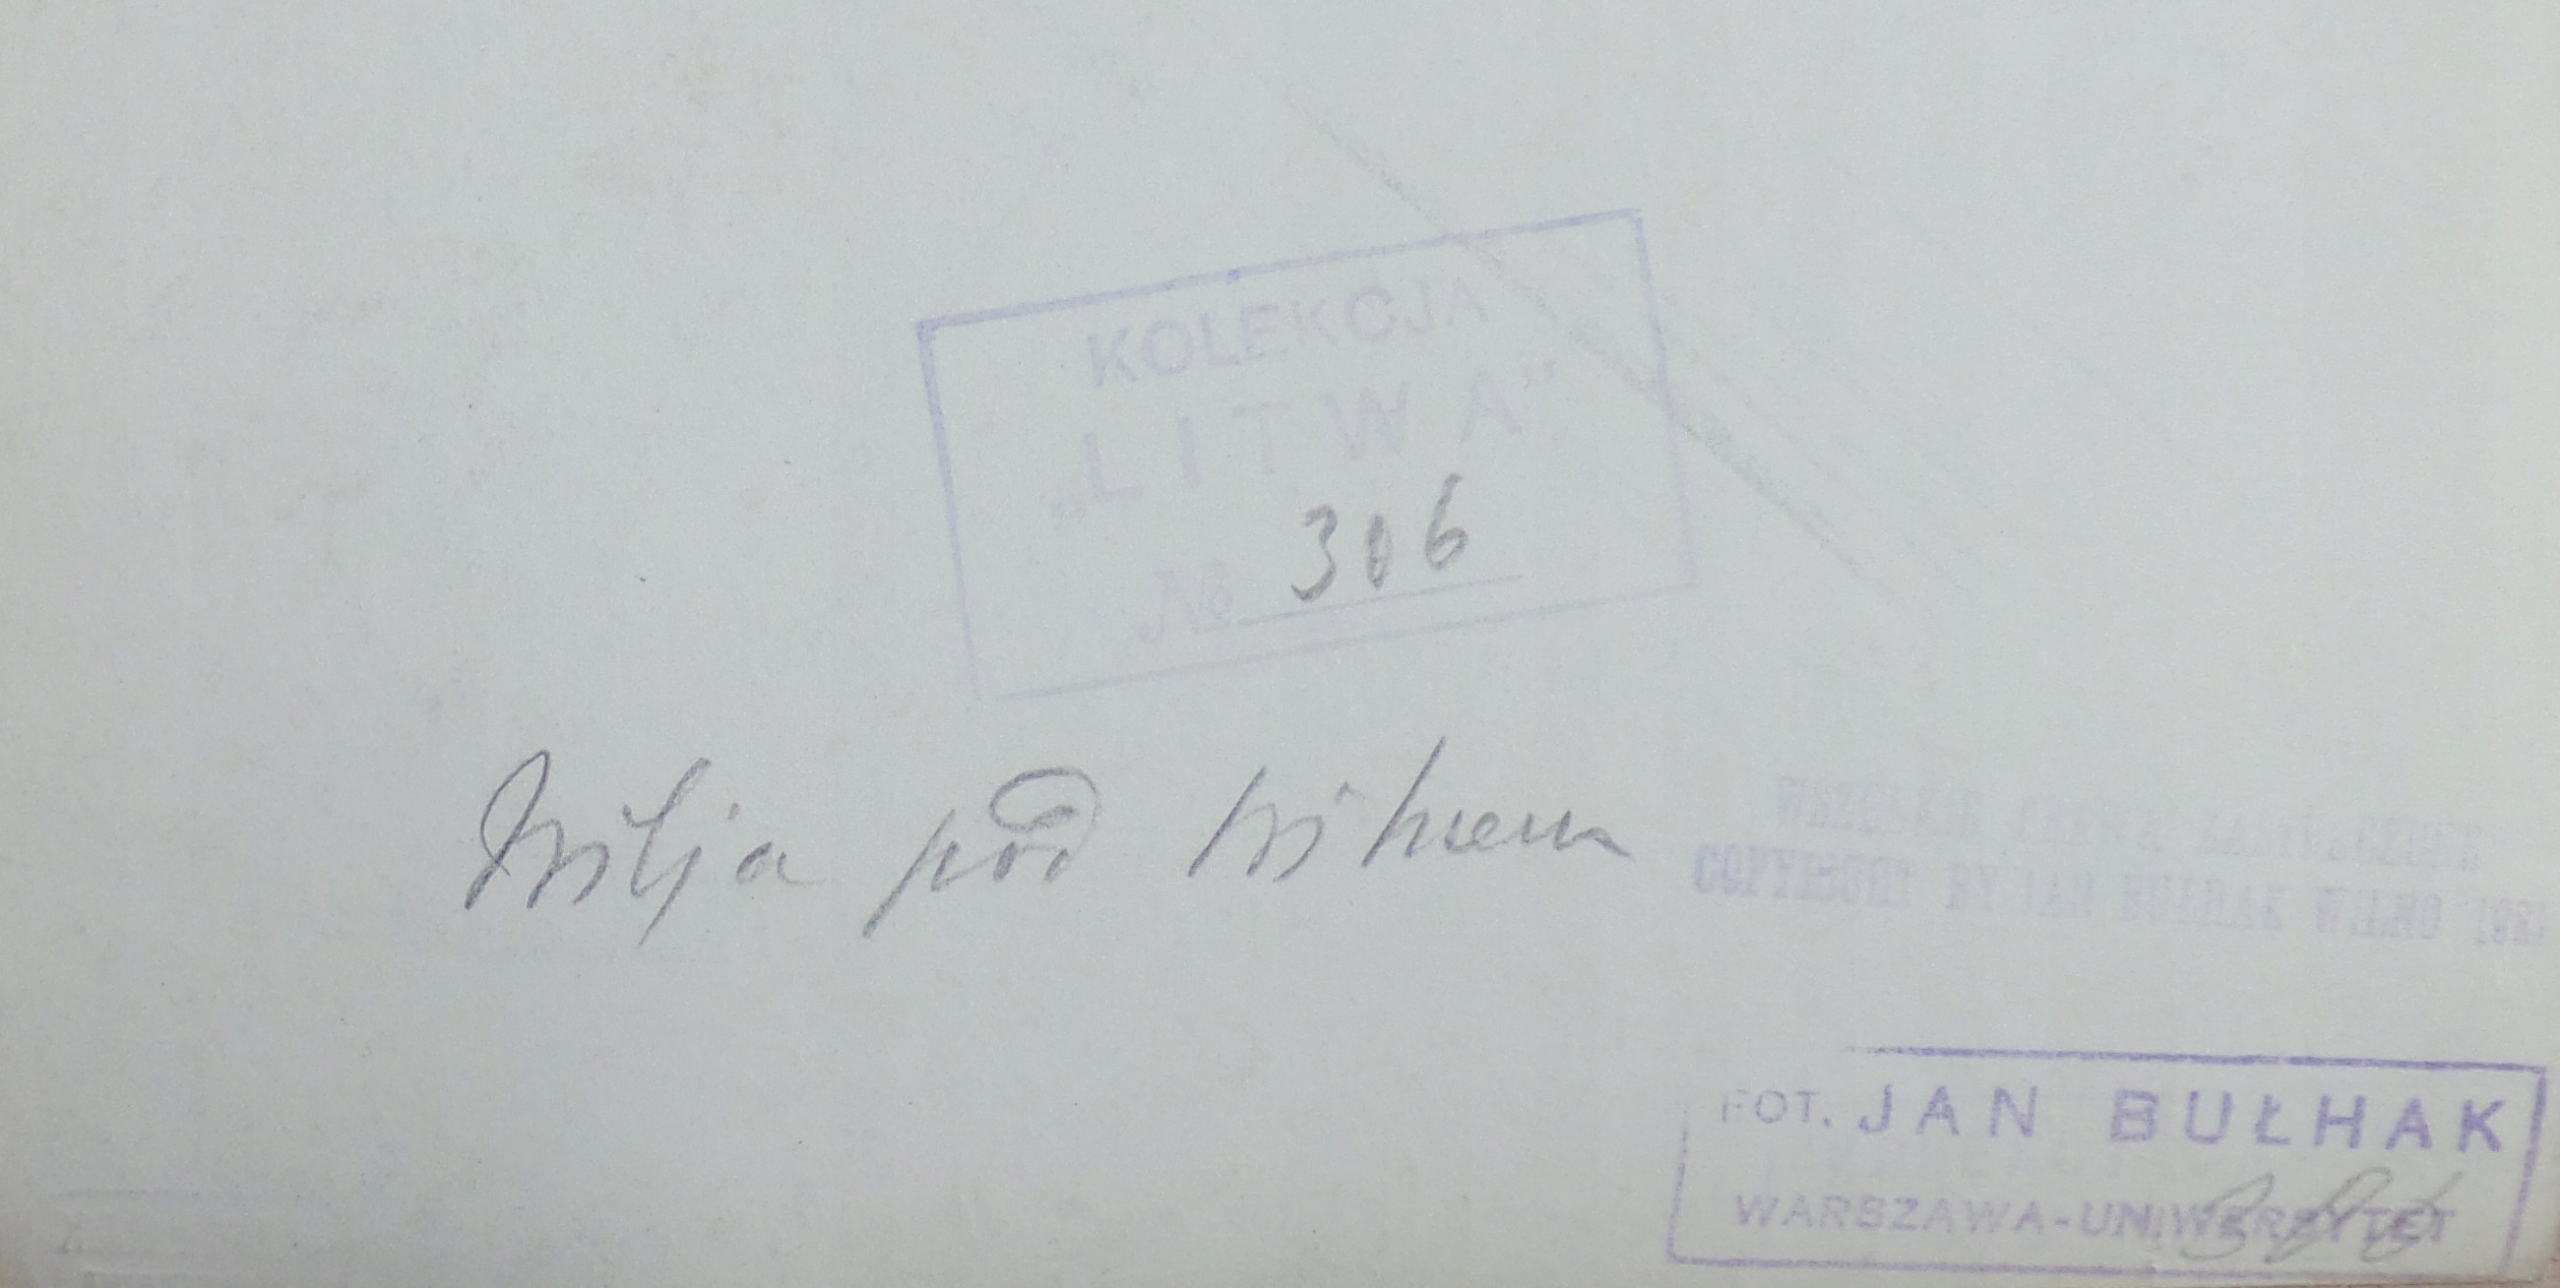 KOLEKCJA
„LITWA”
№ 306
Wilja pod Wilnem
WSZELKIE PRAWA ZASTRZEŻONE
COPYRIGHT BY JAN BUŁHAK WILNO
FOT. JAN BUŁHAK
WARSZAWA-UNIWERSYTET